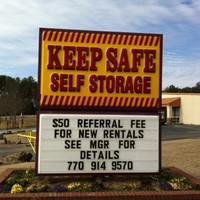 KEEP SAFE
SELF STORAGE
$50 REFERRAL FEE
FOR NEW RENTALS
SEE MGR FOR
DETAILS
770 914 9570